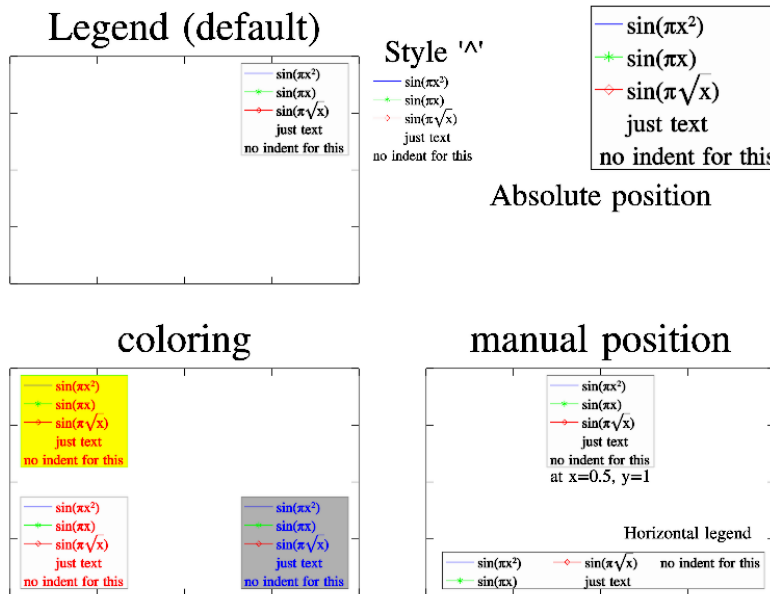 Legend (default)
sin(πx²)
sin(πx)
sin(π√x)
just text
no indent for this
Style '^'
sin(πx²)
sin(πx)
sin(π√x)
just text
no indent for this
sin(πx²)
sin(πx)
sin(π√x)
just text
no indent for this
Absolute position
coloring
sin(πx²)
sin(πx)
sin(π√x)
just text
no indent for this
sin(πx²)
sin(πx)
sin(π√x)
just text
no indent for this
sin(πx²)
sin(πx)
sin(π√x)
just text
no indent for this
manual position
sin(πx²)
sin(πx)
sin(π√x)
just text
no indent for this
at x=0.5, y=1
Horizontal legend
sin(πx²) sin(π√x) no indent for this
sin(πx) just text